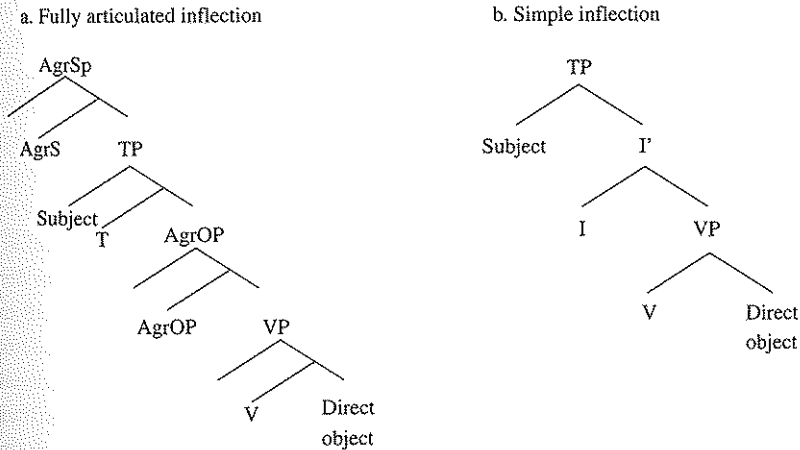 a. Fully articulated inflection
AgrSp
AgrS TP
Subject
T
AgrOP
AgrOP VP
V Direct
object
b. Simple inflection
TP
Subject I'
I VP
V Direct
object